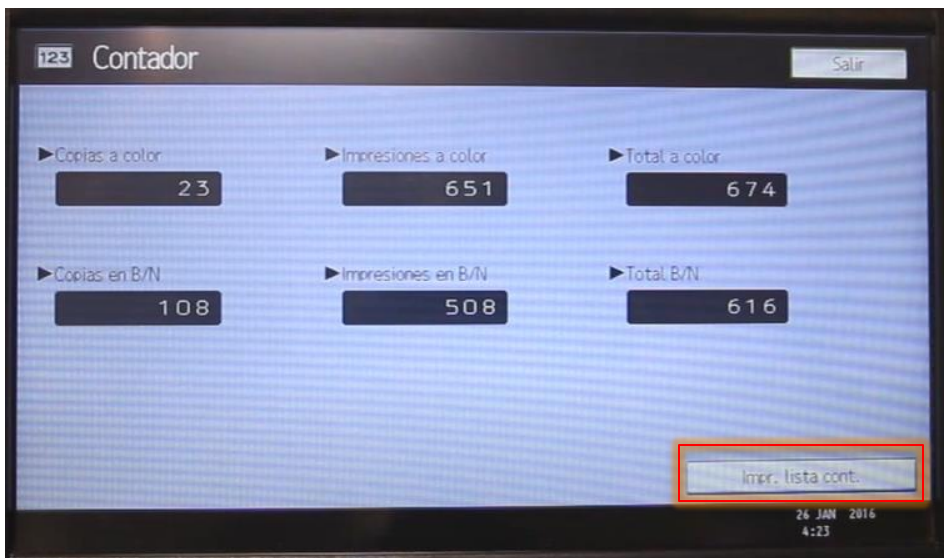 123 Contador
Salir
►Copias a color
►Impresiones a color
►Total a color
23
651
674
►Copias en B/N
►Impresiones en B/N
►Total B/N
108
508
616
Impr. lista cont.
26 JAN 2016
4:23